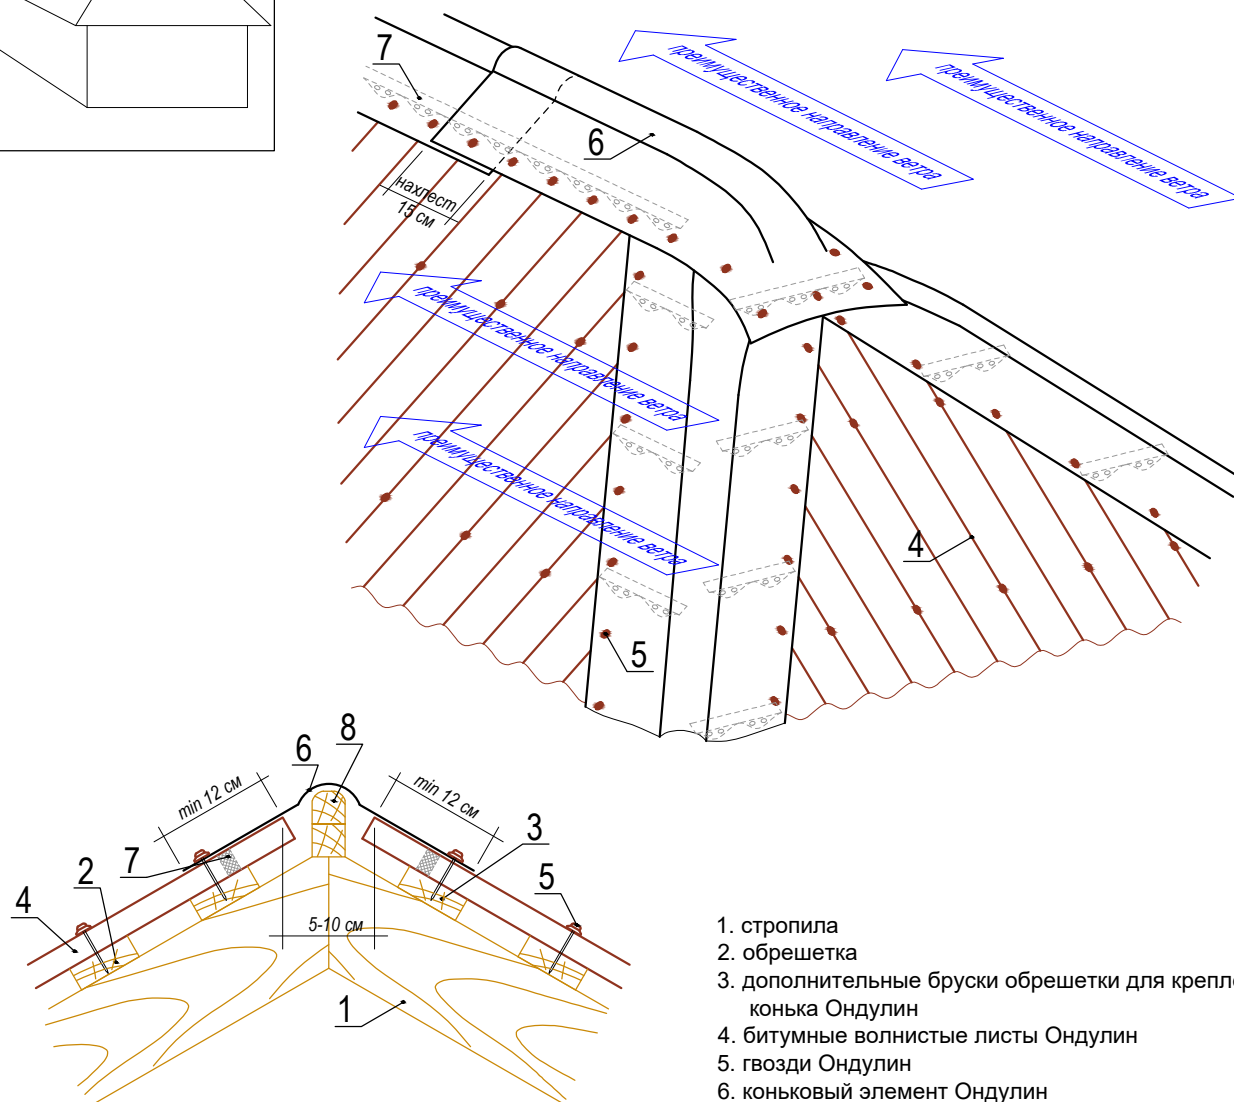 7
преимущественное направление ветра
преимущественное направление ветра
6
нахлест
15 см
преимущественное направление ветра
преимущественное направление ветра
4
5
8
6
min 12 см
min 12 см
3
7
2
5
4
5-10 см
1
1. стропила
2. обрешетка
3. дополнительные бруски обрешетки для
конька Ондулин
4. битумные волнистые листы Ондулин
5. гвозди Ондулин
6. коньковый элемент Ондулин